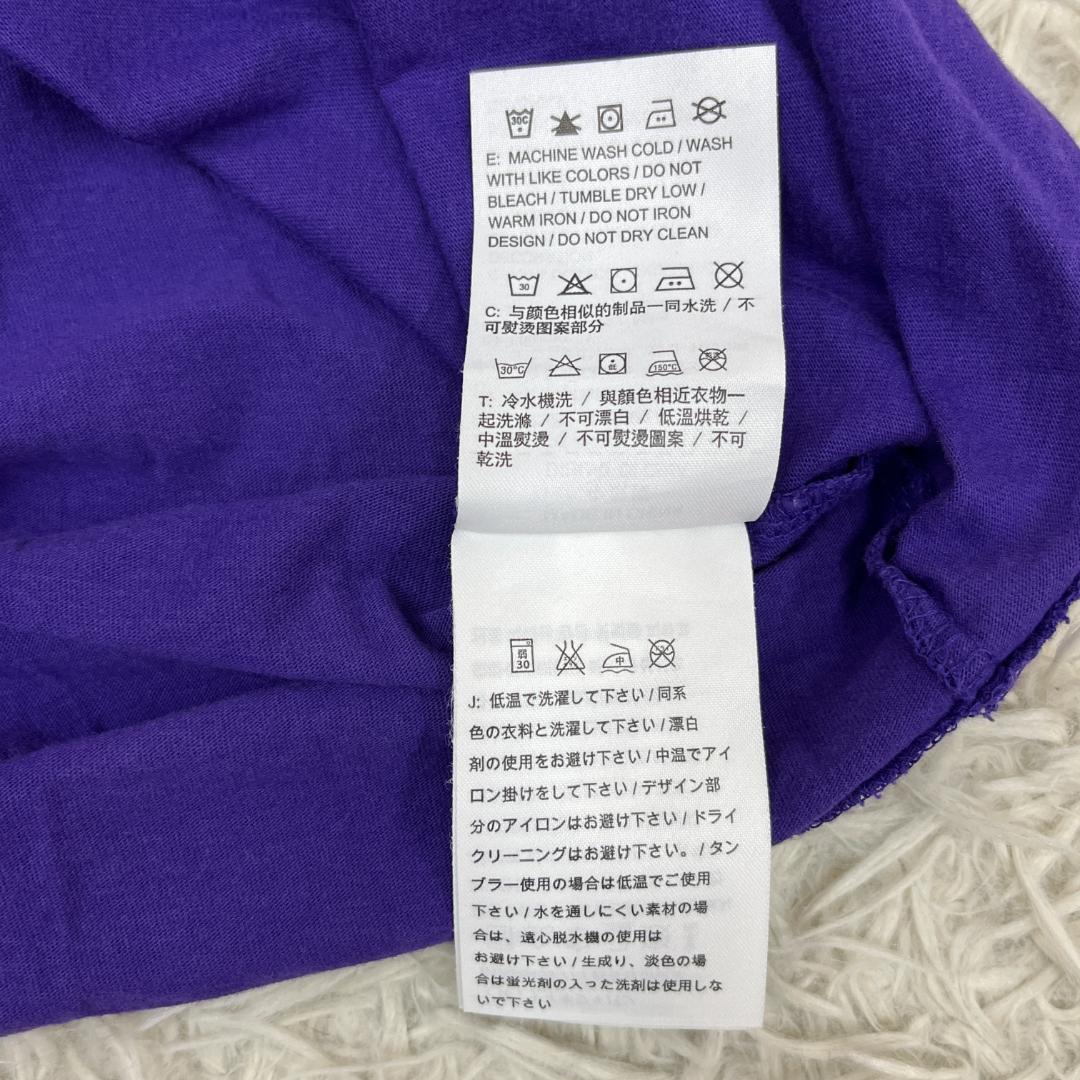 30C
E: MACHINE WASH COLD / WASH
WITH LIKE COLORS / DO NOT
BLEACH / TUMBLE DRY LOW /
WARM IRON / DO NOT IRON
DESIGN / DO NOT DRY CLEAN
30
C: 与颜色相似的制品一同水洗 / 不
可熨烫图案部分
30°C 150°C
T: 冷水機洗 / 與顏色相近衣物一
起洗滌 / 不可漂白 / 低溫烘乾 /
中溫熨燙 / 不可熨燙圖案 / 不可
乾洗
弱 30 中
J: 低温で洗濯して下さい / 同系
色の衣料と洗濯して下さい / 漂白
剤の使用をお避け下さい / 中温でアイ
ロン掛けをして下さい / デザイン部
分のアイロンはお避け下さい / ドライ
クリーニングはお避け下さい。 / タン
ブラー使用の場合は低温でご使用
下さい / 水を通しにくい素材の場
合は、遠心脱水機の使用は
お避け下さい / 生成り、淡色の場
合は蛍光剤の入った洗剤は使用しな
いで下さい